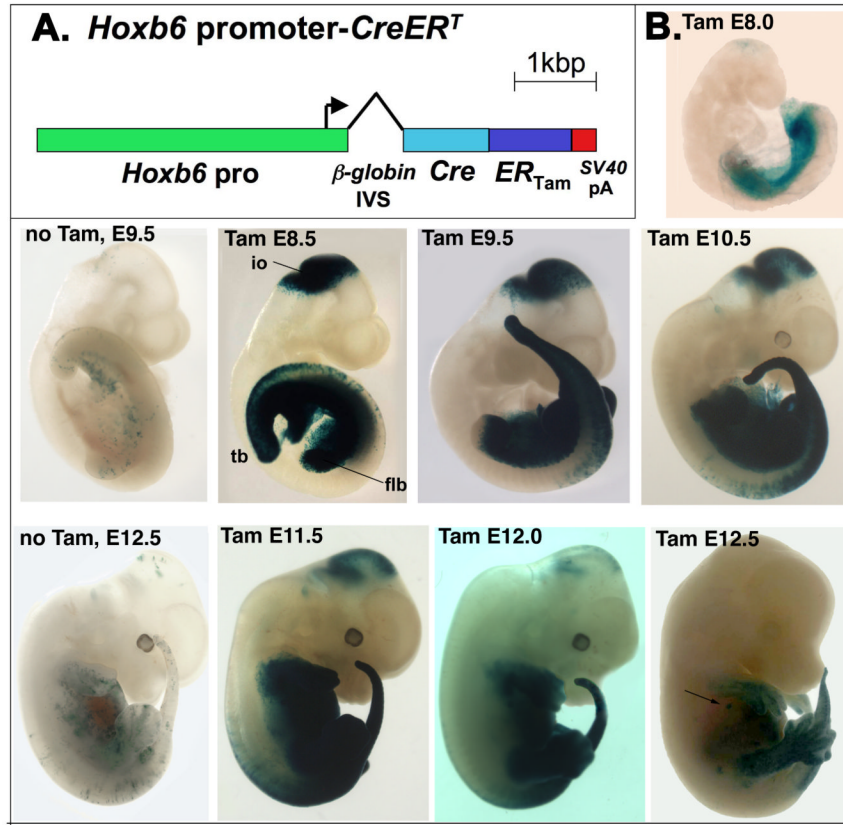 A. Hoxb6 promoter-CreERᵀ
1kbp
Hoxb6 pro
β-globin
IVS
Cre
ER_Tam
SV40
pA
B. Tam E8.0
no Tam, E9.5
Tam E8.5
io
tb
flb
Tam E9.5
Tam E10.5
no Tam, E12.5
Tam E11.5
Tam E12.0
Tam E12.5